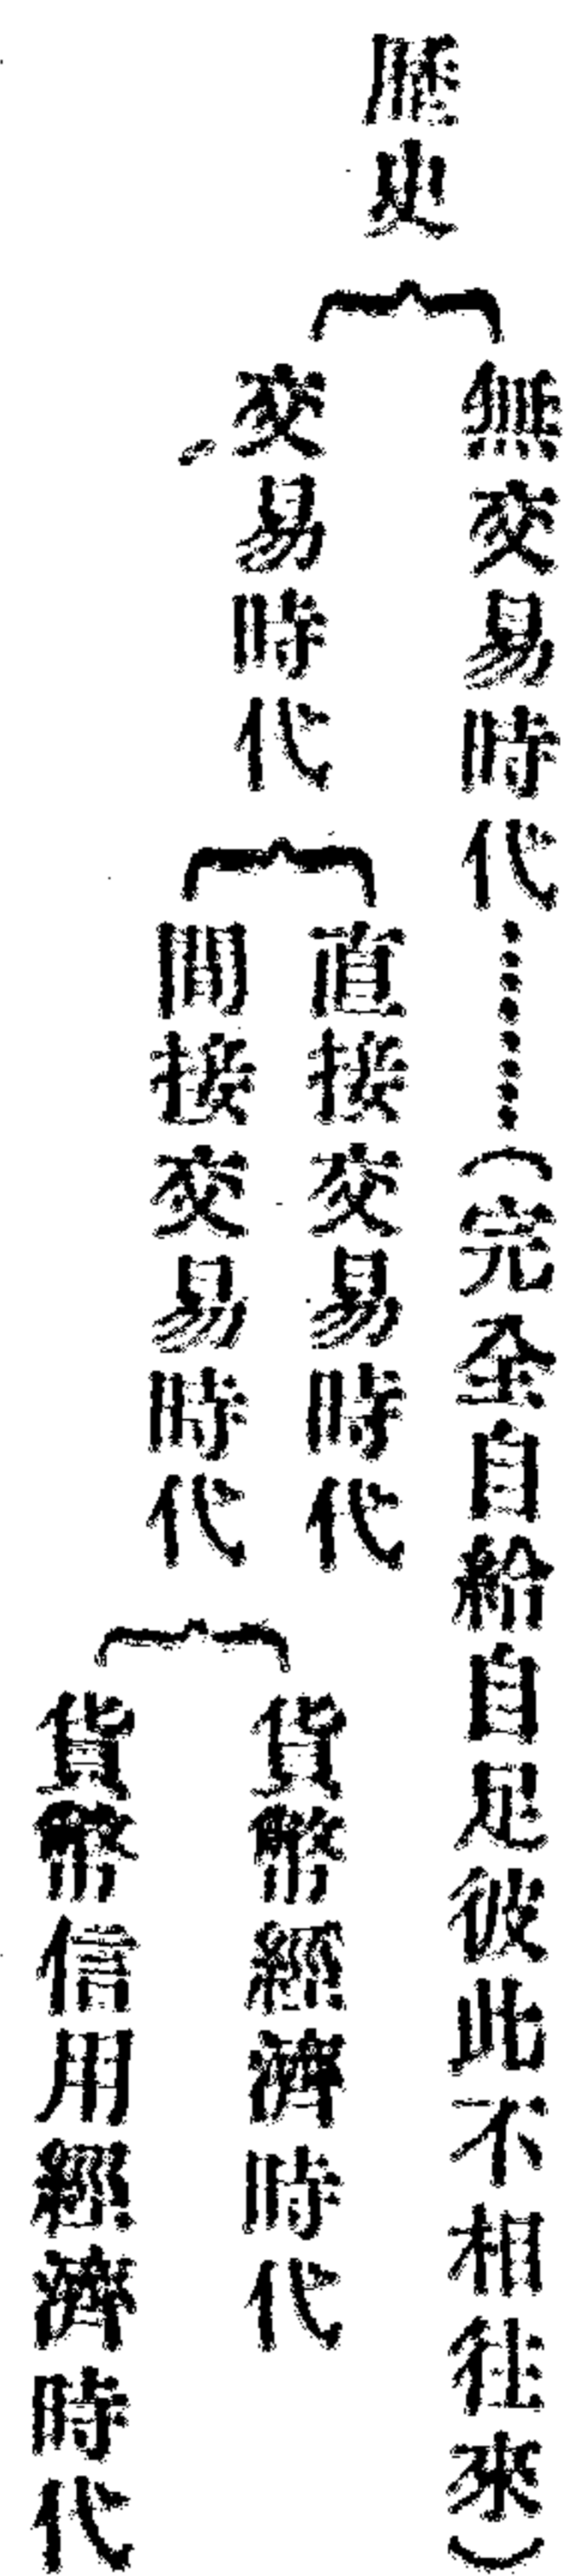 歷史
無交易時代……（完全自給自足彼此不相往來）
交易時代
直接交易時代
間接交易時代
貨幣經濟時代
貨幣信用經濟時代